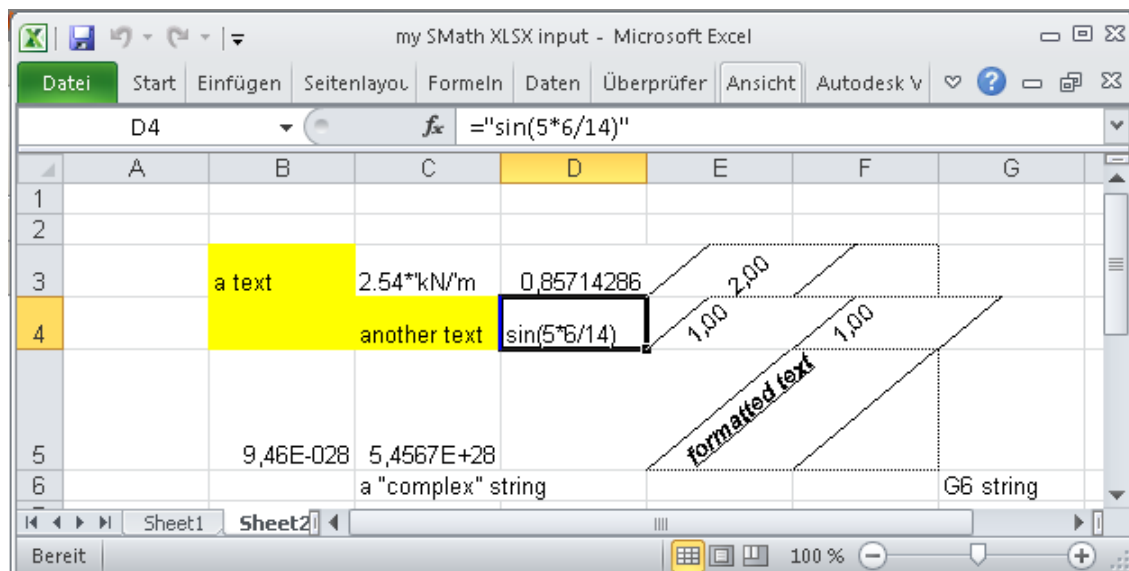 my SMath XLSX input - Microsoft Excel
Datei Start Einfügen Seitenlayou Formeln Daten Überprüfer Ansicht Autodesk V
D4 fx ="sin(5*6/14)"
A B C D E F G
1
2
3 a text 2.54*'kN/'m 0,85714286 2,00
4 another text sin(5*6/14) 1,00 1,00
formatted text
5 9,46E-028 5,4567E+28
6 a "complex" string G6 string
Sheet1 Sheet2
Bereit 100 %